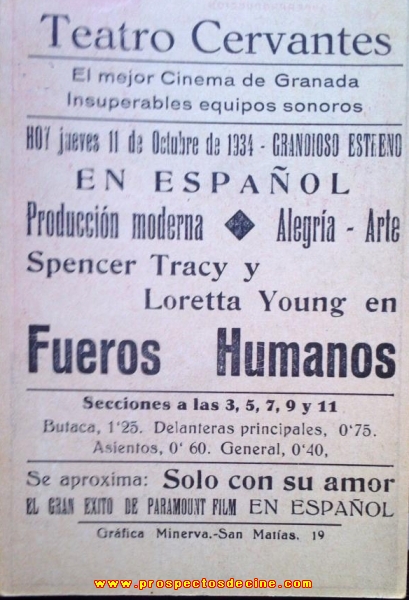 Teatro Cervantes
El mejor Cinema de Granada
Insuperables equipos sonoros
HOY jueves 11 de Octubre de 1934 - GRANDIOSO ESTRENO
EN ESPAÑOL
Producción moderna ◆ Alegría - Arte
Spencer Tracy y
Loretta Young en
Fueros Humanos
Secciones a las 3, 5, 7, 9 y 11
Butaca, 1'25. Delanteras principales, 0'75.
Asientos, 0' 60. General, 0'40,
Se aproxima: Solo con su amor
EL GRAN EXITO DE PARAMOUNT FILM EN ESPAÑOL
Gráfica Minerva.-San Matías. 19
www.prospectosdecine.com